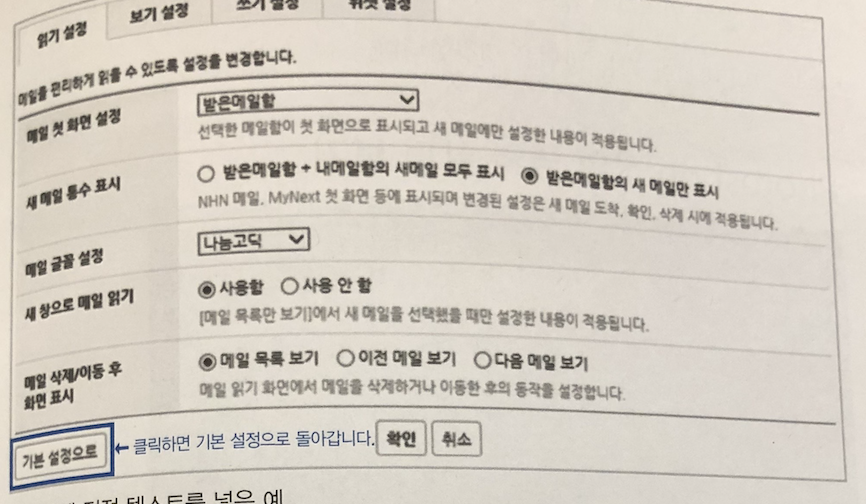 읽기 설정 보기 설정 쓰기 설정 위젯 설정
메일을 편리하게 읽을 수 있도록 설정을 변경합니다.
메일 첫 화면 설정 받은메일함
선택한 메일함이 첫 화면으로 표시되고 새 메일에만 설정한 내용이 적용됩니다.
새 메일 통수 표시 받은메일함 + 내메일함의 새메일 모두 표시 받은메일함의 새 메일만 표시
NHN 메일, MyNext 첫 화면 등에 표시되며 변경된 설정은 새 메일 도착, 확인, 삭제 시에 적용됩니다.
메일 글꼴 설정 나눔고딕
새 창으로 메일 읽기 사용함 사용 안 함
[메일 목록만 보기]에서 새 메일을 선택했을 때만 설정한 내용이 적용됩니다.
메일 삭제/이동 후 메일 목록 보기 이전 메일 보기 다음 메일 보기
화면 표시 메일 읽기 화면에서 메일을 삭제하거나 이동한 후의 동작을 설정합니다.
기본 설정으로 ← 클릭하면 기본 설정으로 돌아갑니다. 확인 취소
텍스트를 넣은 예